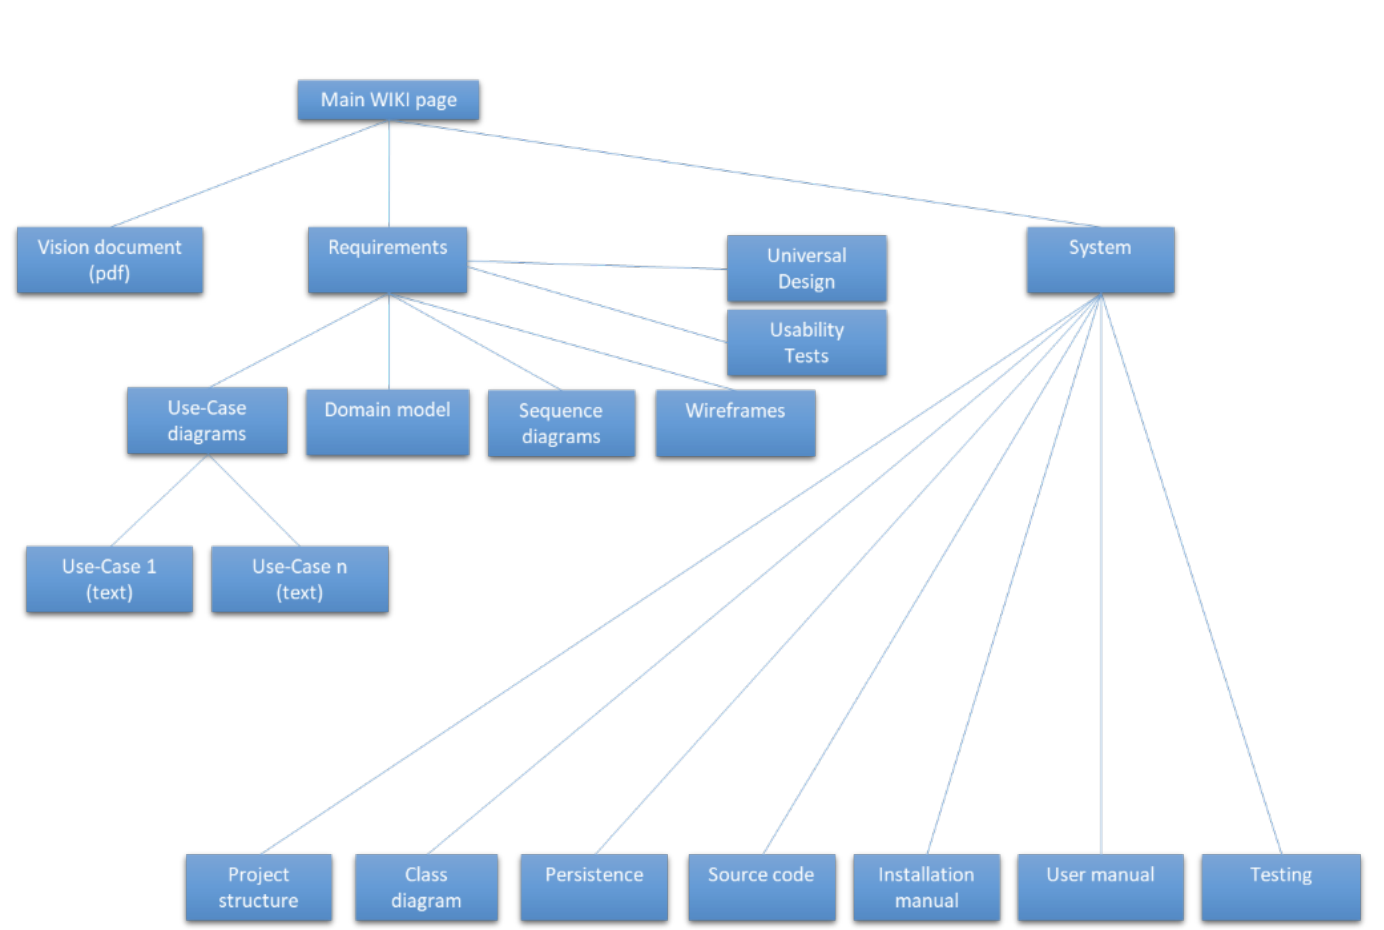 Main WIKI page
Vision document
(pdf)
Requirements
Universal
Design
System
Usability
Tests
Use-Case
diagrams
Domain model
Sequence
diagrams
Wireframes
Use-Case 1
(text)
Use-Case n
(text)
Project
structure
Class
diagram
Persistence
Source code
Installation
manual
User manual
Testing